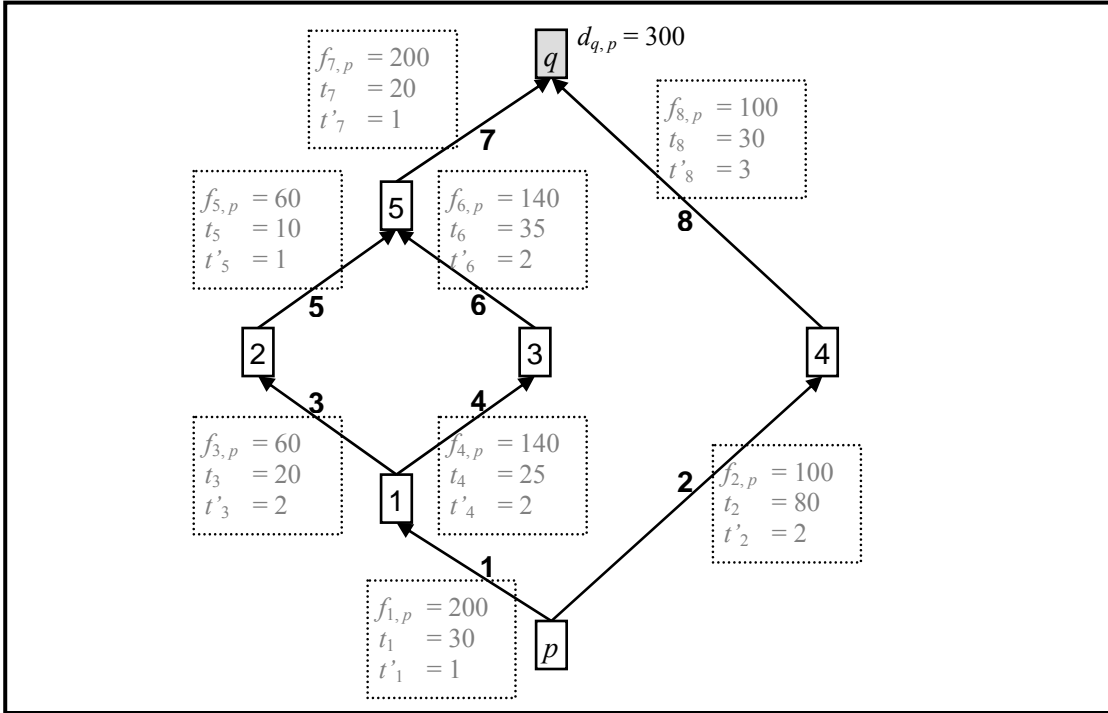 q
d_{q, p} = 300
f_{7, p} = 200
t_7 = 20
t'_7 = 1
7
f_{8, p} = 100
t_8 = 30
t'_8 = 3
8
f_{5, p} = 60
t_5 = 10
t'_5 = 1
5
5
f_{6, p} = 140
t_6 = 35
t'_6 = 2
6
2
3
4
3
4
f_{3, p} = 60
t_3 = 20
t'_3 = 2
1
f_{4, p} = 140
t_4 = 25
t'_4 = 2
2
f_{2, p} = 100
t_2 = 80
t'_2 = 2
1
f_{1, p} = 200
t_1 = 30
t'_1 = 1
p